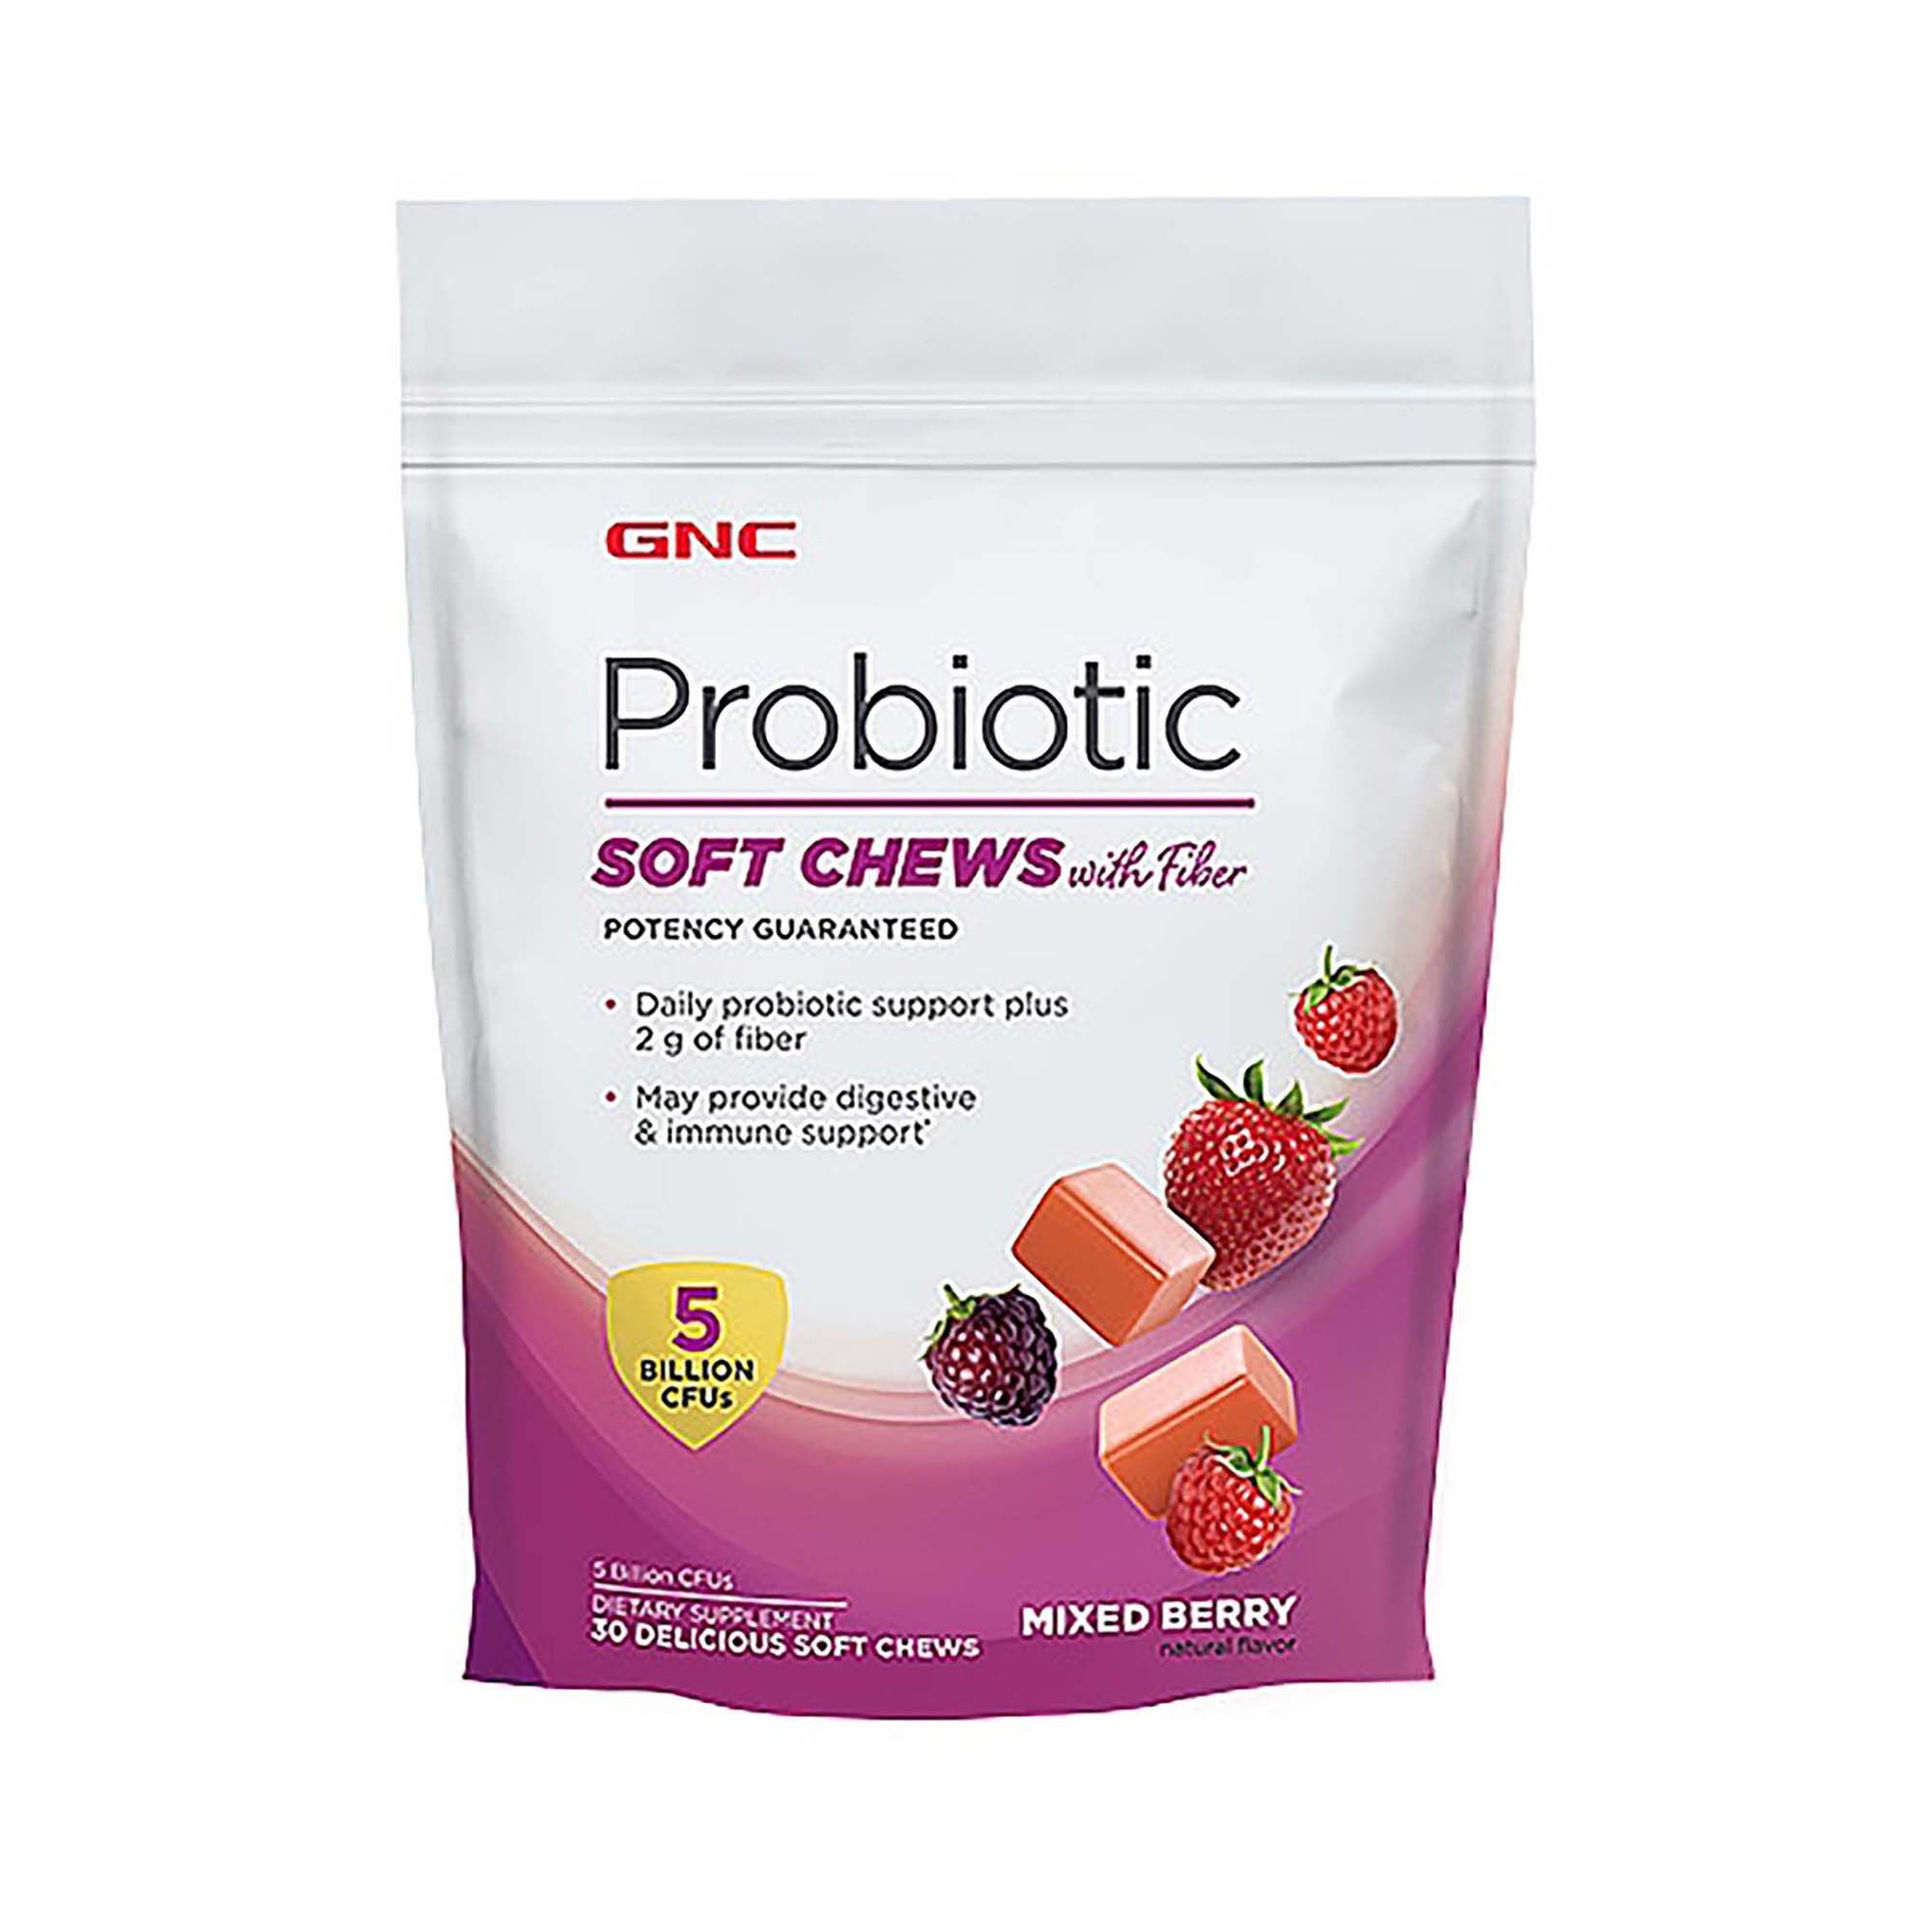 GNC
Probiotic
SOFT CHEWS with Fiber
POTENCY GUARANTEED
• Daily probiotic support plus
2 g of fiber
• May provide digestive
& immune support*
5
BILLION
CFUs
5 Billion CFUs
DIETARY SUPPLEMENT
30 DELICIOUS SOFT CHEWS
MIXED BERRY
natural flavor